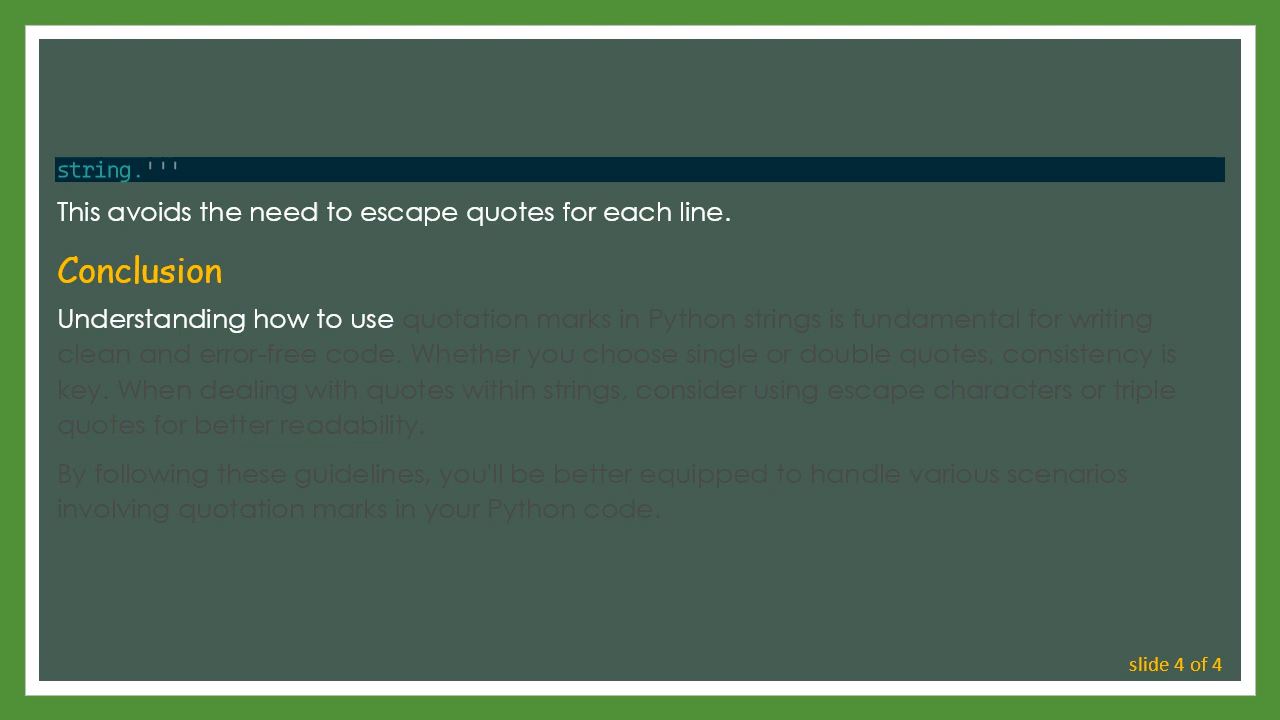 string.'''
This avoids the need to escape quotes for each line.
Conclusion
Understanding how to use quotation marks in Python strings is fundamental for writing
clean and error-free code. Whether you choose single or double quotes, consistency is
key. When dealing with quotes within strings, consider using escape characters or triple
quotes for better readability.
By following these guidelines, you'll be better equipped to handle various scenarios
involving quotation marks in your Python code.
slide 4 of 4